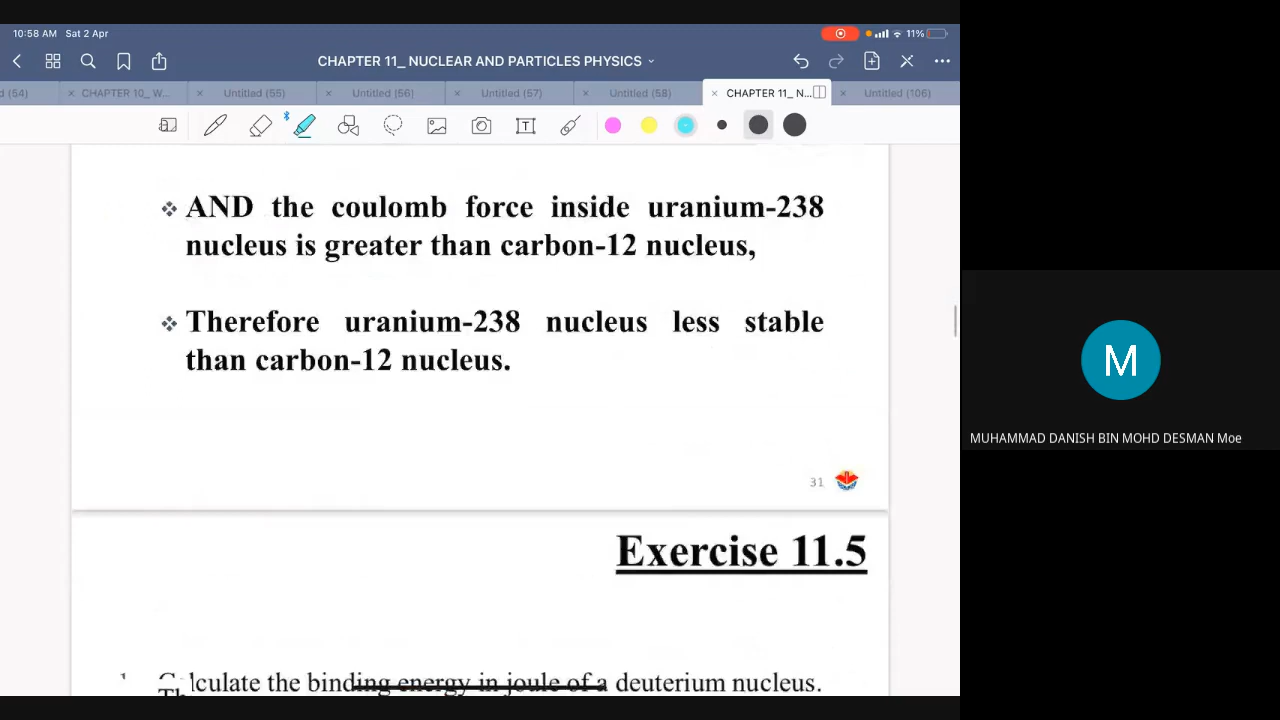 10:58 AM Sat 2 Apr
11%
CHAPTER 11_ NUCLEAR AND PARTICLES PHYSICS
d (54)
CHAPTER 10_ W...
Untitled (55)
Untitled (56)
Untitled (57)
Untitled (58)
CHAPTER 11_ N...
Untitled (106)
T
AND the coulomb force inside uranium-238
nucleus is greater than carbon-12 nucleus,
Therefore uranium-238 nucleus less stable
than carbon-12 nucleus.
31
Exercise 11.5
lculate the binding energy in joule of a deuterium nucleus.
Th
M
MUHAMMAD DANISH BIN MOHD DESMAN Moe